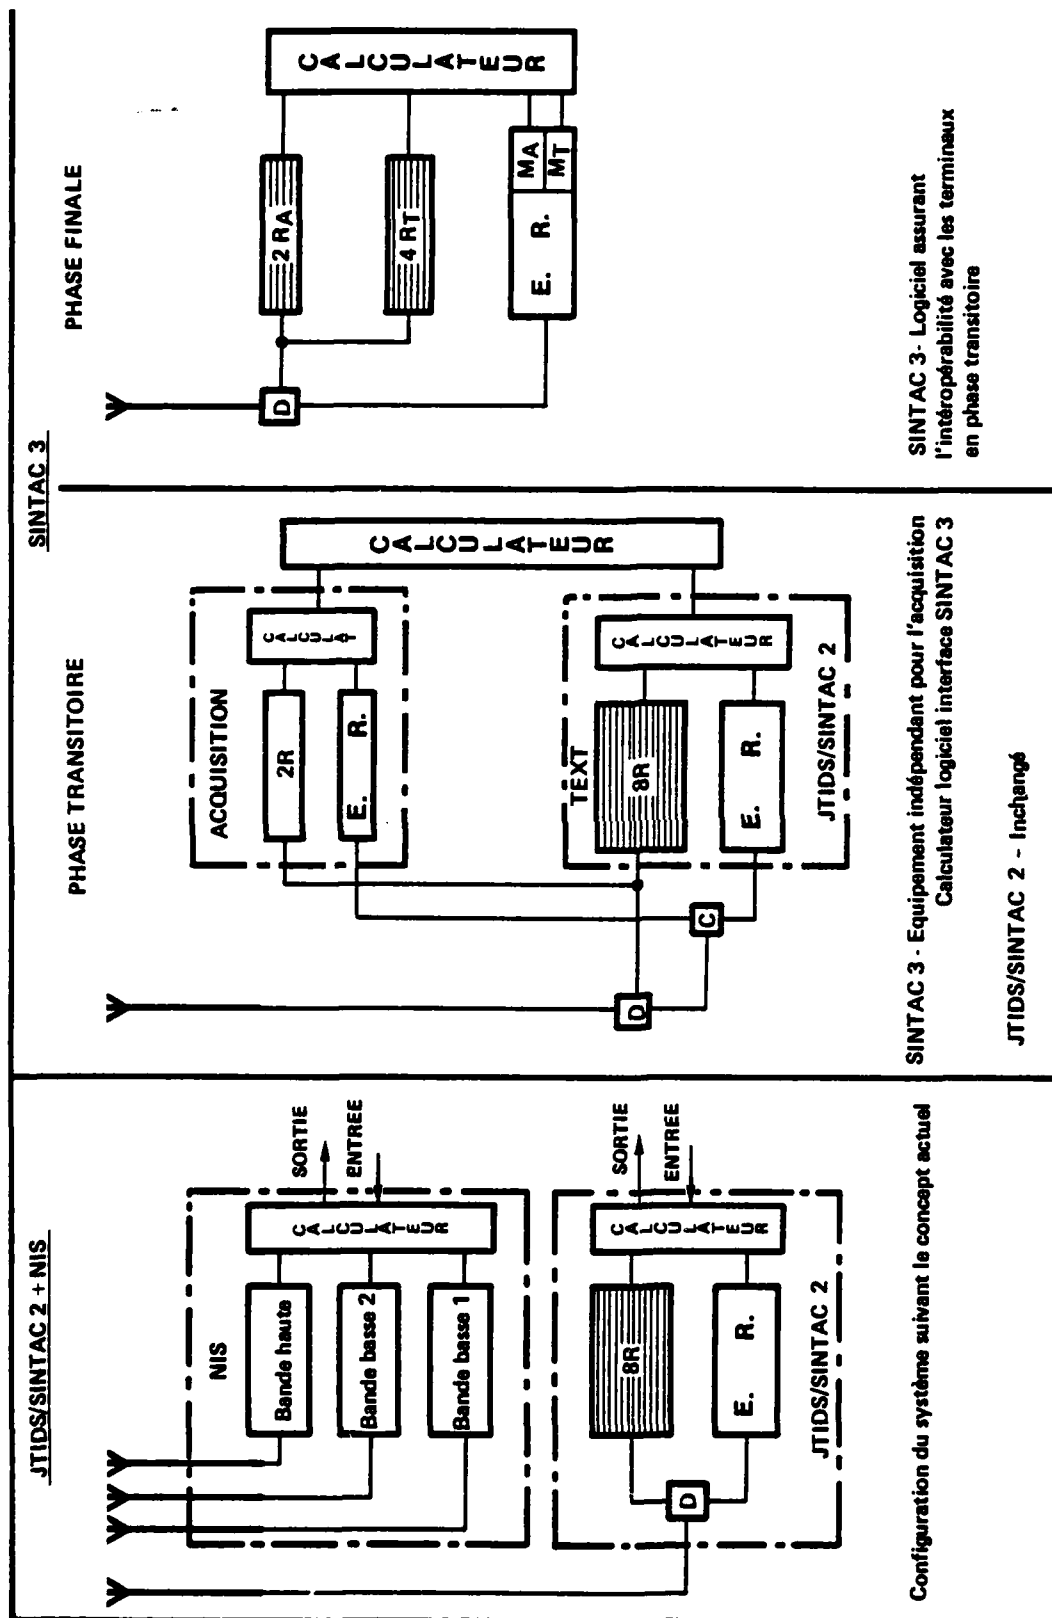 JTIDS/SINTAC 2 + NIS
NIS
Bande haute
Bande basse 2
Bande basse 1
CALCULATEUR
SORTIE
ENTREE
8R
E. R.
D
CALCULATEUR
SORTIE
ENTREE
JTIDS/SINTAC 2
Configuration du système suivant le concept actuel
SINTAC 3
PHASE TRANSITOIRE
ACQUISITION
2R
E. R.
CALCULAT
CALCULATEUR
TEXT
8R
E. R.
CALCULATEUR
D
C
JTIDS/SINTAC 2
SINTAC 3 - Equipement indépendant pour l'acquisition
Calculateur logiciel interface SINTAC 3
JTIDS/SINTAC 2 - Inchangé
PHASE FINALE
D
2 RA
4 RT
E. R.
MA
MT
CALCULATEUR
SINTAC 3 - Logiciel assurant
l'intéropérabilité avec les terminaux
en phase transitoire